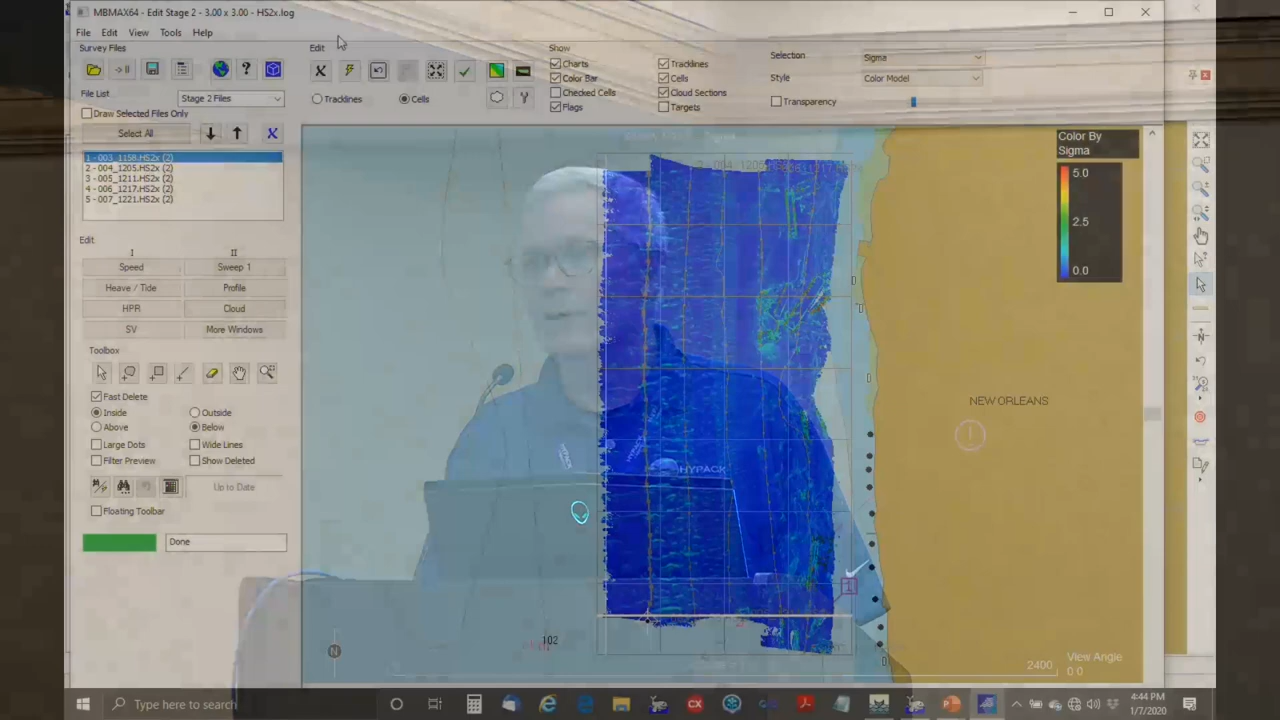 MBMAX64 - Edit Stage 2 - 3.00 x 3.00 - HS2x.log
File Edit View Tools Help
Survey Files
Edit
Show
Charts
Tracklines
Color Bar
Cells
Checked Cells
Cloud Sections
Flags
Targets
Selection
Sigma
Style
Color Model
Transparency
File List
Stage 2 Files
Tracklines
Cells
Draw Selected Files Only
Select All
1 - 003_1158.HS2x (2)
2 - 004_1205.HS2x (2)
3 - 005_1211.HS2x (2)
4 - 006_1217.HS2x (2)
5 - 007_1221.HS2x (2)
Edit
I
II
Speed
Sweep 1
Heave / Tide
Profile
HPR
Cloud
SV
More Windows
Toolbox
Fast Delete
Inside
Outside
Above
Below
Large Dots
Wide Lines
Filter Preview
Show Deleted
Up to Date
Floating Toolbar
Done
Color By
Sigma
5.0
2.5
0.0
NEW ORLEANS
HYPACK
HYPACK
HYPACK
1
102
N
2400
View Angle
0.0
Type here to search
4:44 PM
1/7/2020